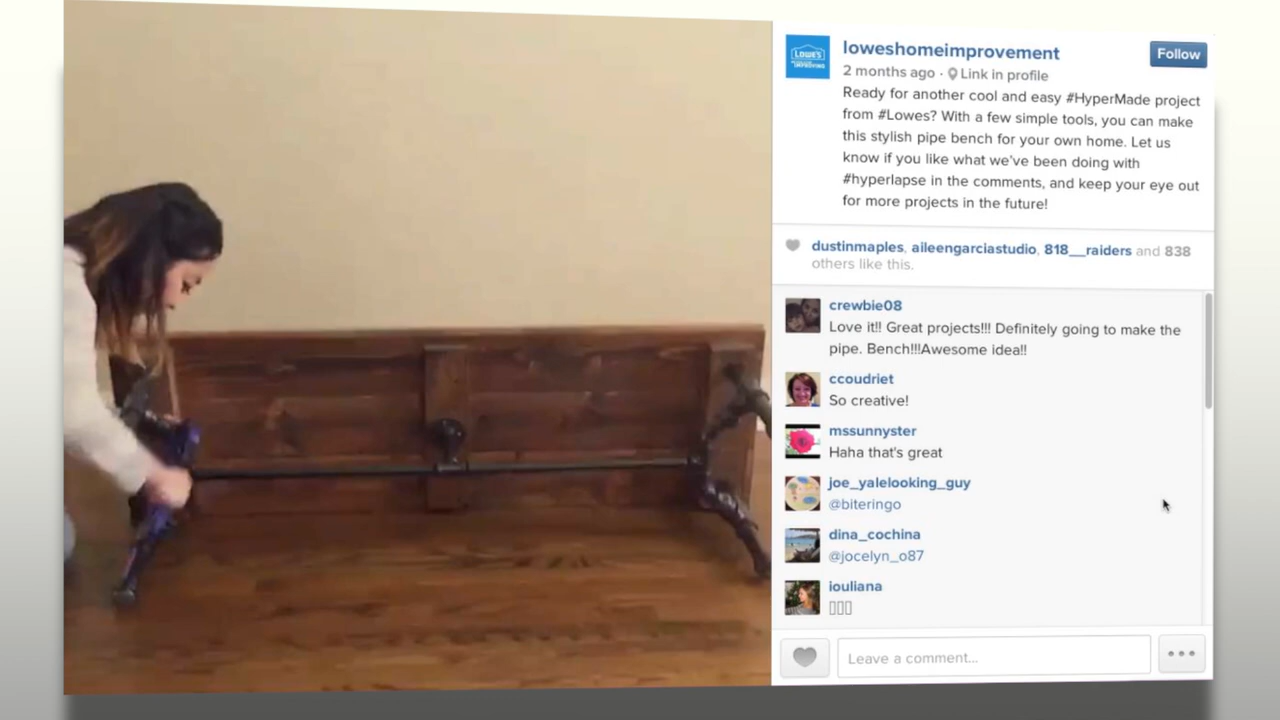 LOWE'S
loweshomeimprovement
Follow
2 months ago · Link in profile
Ready for another cool and easy #HyperMade project
from #Lowes? With a few simple tools, you can make
this stylish pipe bench for your own home. Let us
know if you like what we've been doing with
#hyperlapse in the comments, and keep your eye out
for more projects in the future!
dustinmaples, aileengarciastudio, 818__raiders and 838
others like this.
crewbie08
Love it!! Great projects!!! Definitely going to make the
pipe. Bench!!!Awesome idea!!
ccoudriet
So creative!
mssunnyster
Haha that's great
joe_yalelooking_guy
@biteringo
dina_cochina
@jocelyn_o87
iouliana
Leave a comment...